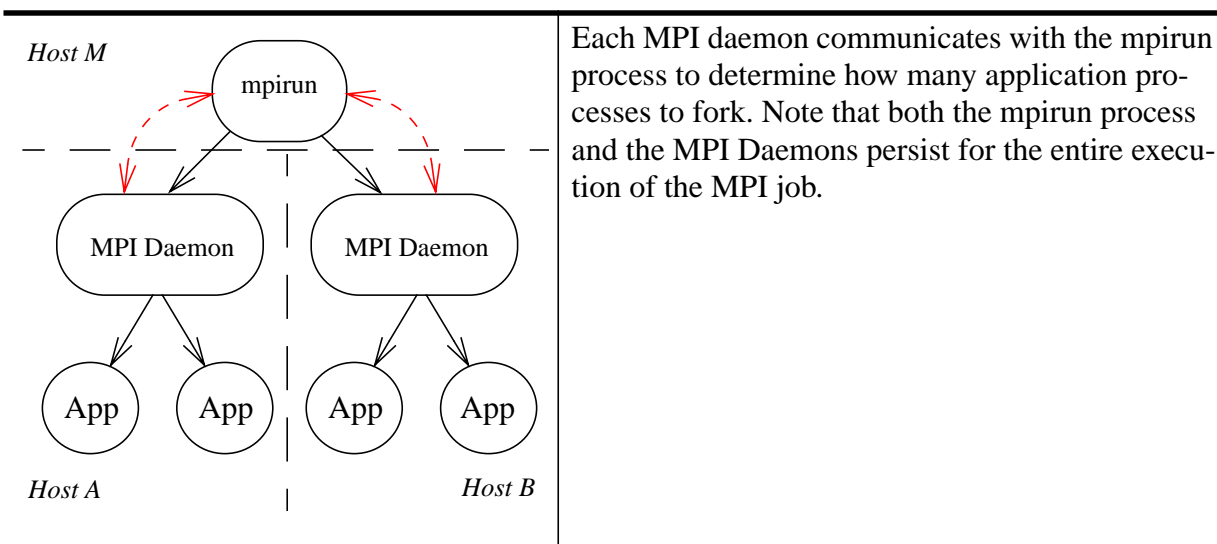 Host M
mpirun
MPI Daemon
MPI Daemon
App
App
App
App
Host A
Host B
Each MPI daemon communicates with the mpirun
process to determine how many application pro-
cesses to fork. Note that both the mpirun process
and the MPI Daemons persist for the entire execu-
tion of the MPI job.